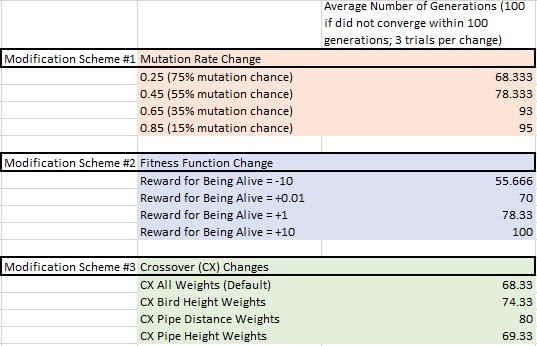 Average Number of Generations (100
if did not converge within 100
generations; 3 trials per change)
Modification Scheme #1 Mutation Rate Change
0.25 (75% mutation chance) 68.333
0.45 (55% mutation chance) 78.333
0.65 (35% mutation chance) 93
0.85 (15% mutation chance) 95
Modification Scheme #2 Fitness Function Change
Reward for Being Alive = -10 55.666
Reward for Being Alive = +0.01 70
Reward for Being Alive = +1 78.33
Reward for Being Alive = +10 100
Modification Scheme #3 Crossover (CX) Changes
CX All Weights (Default) 68.33
CX Bird Height Weights 74.33
CX Pipe Distance Weights 80
CX Pipe Height Weights 69.33